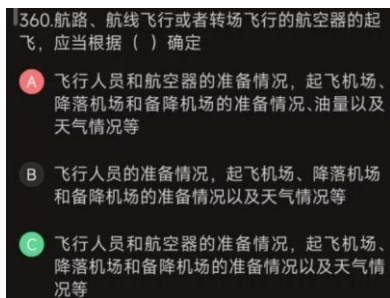 360.航路、航线飞行或者转场飞行的航空器的起
飞，应当根据（ ）确定
A 飞行人员和航空器的准备情况，起飞机场、
降落机场和备降机场的准备情况、油量以及
天气情况等
B 飞行人员的准备情况，起飞机场、降落机场
和备降机场的准备情况以及天气情况等
C 飞行人员和航空器的准备情况，起飞机场、
降落机场和备降机场的准备情况以及天气情
况等